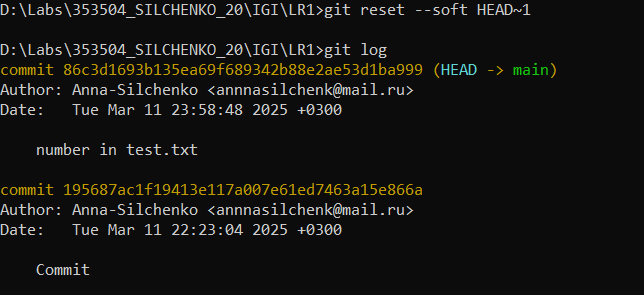 D:\Labs\353504_SILCHENKO_20\IGI\LR1>git reset --soft HEAD~1
D:\Labs\353504_SILCHENKO_20\IGI\LR1>git log
commit 86c3d1693b135ea69f689342b88e2ae53d1ba999 (HEAD -> main)
Author: Anna-Silchenko <annnasilchenk@mail.ru>
Date:   Tue Mar 11 23:58:48 2025 +0300
number in test.txt
commit 195687ac1f19413e117a007e61ed7463a15e866a
Author: Anna-Silchenko <annnasilchenk@mail.ru>
Date:   Tue Mar 11 22:23:04 2025 +0300
Commit